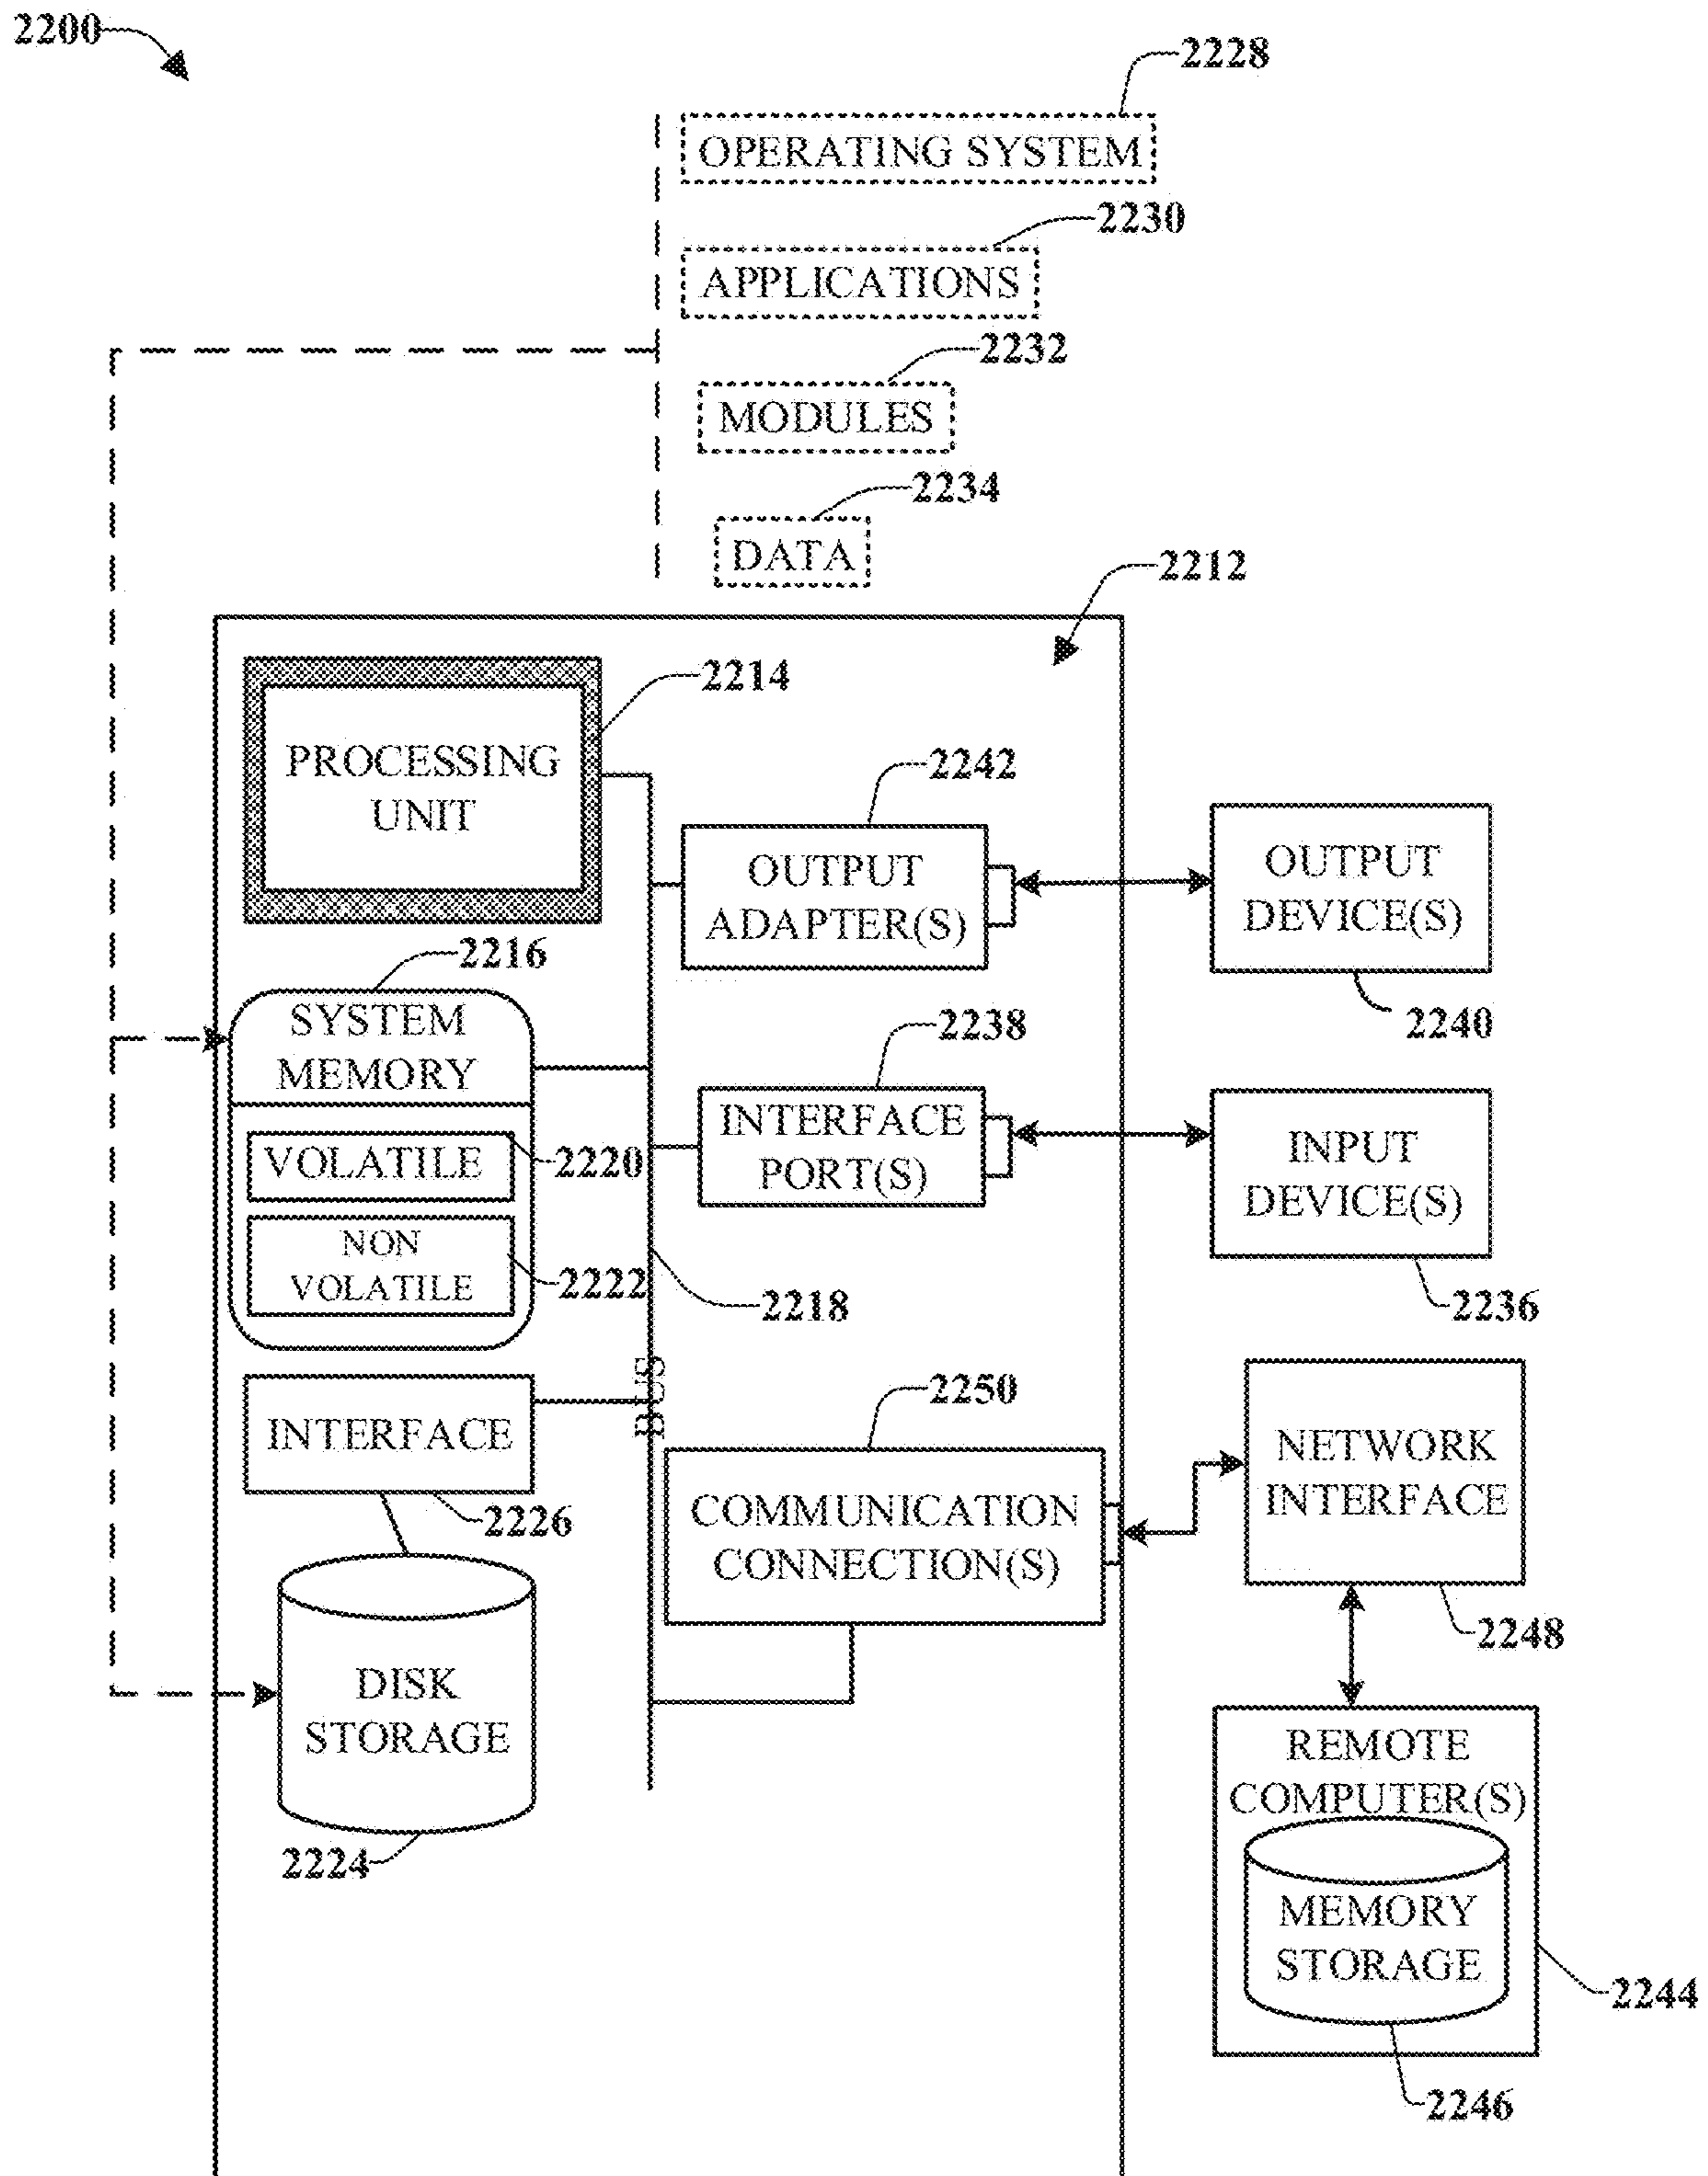 2200
2228
OPERATING SYSTEM
2230
APPLICATIONS
2232
MODULES
2234
DATA
2212
2214
PROCESSING
UNIT
2242
OUTPUT
ADAPTER(S)
OUTPUT
DEVICE(S)
2240
2216
SYSTEM
MEMORY
VOLATILE
2220
NON
VOLATILE
2222
2238
INTERFACE
PORT(S)
INPUT
DEVICE(S)
2236
2218
BUS
INTERFACE
2226
2250
COMMUNICATION
CONNECTION(S)
NETWORK
INTERFACE
2248
DISK
STORAGE
2224
REMOTE
COMPUTER(S)
MEMORY
STORAGE
2244
2246